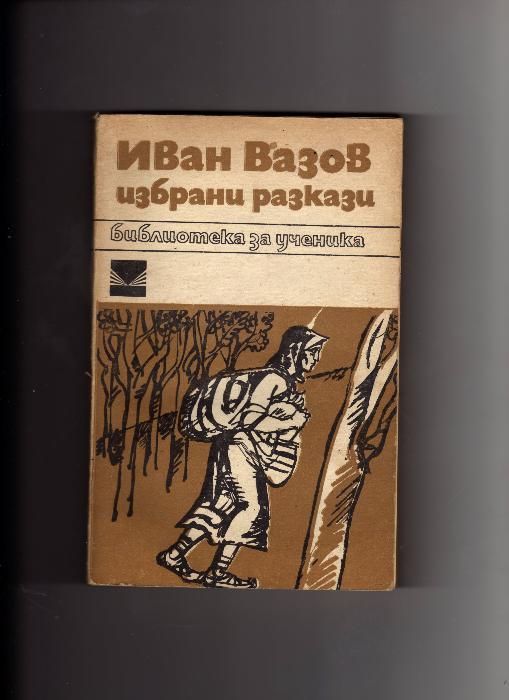 Иван Вазов
избрани разкази
библиотека за ученика